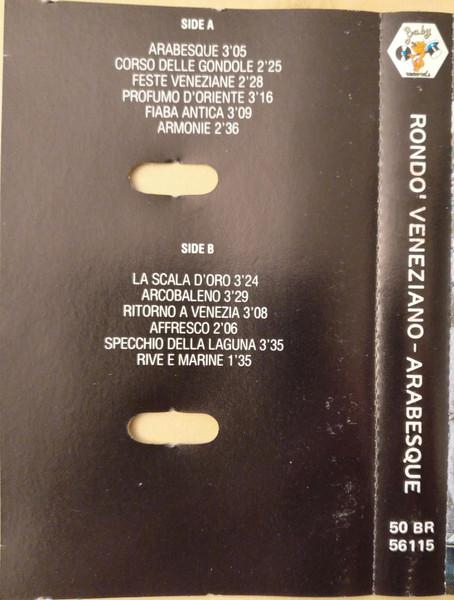 SIDE A
ARABESQUE 3'05
CORSO DELLE GONDOLE 2'25
FESTE VENEZIANE 2'28
PROFUMO D'ORIENTE 3'16
FIABA ANTICA 3'09
ARMONIE 2'36
SIDE B
LA SCALA D'ORO 3'24
ARCOBALENO 3'29
RITORNO A VENEZIA 3'08
AFFRESCO 2'06
SPECCHIO DELLA LAGUNA 3'35
RIVE E MARINE 1'35
Baby
RONDO' VENEZIANO - ARABESQUE
50 BR
56115